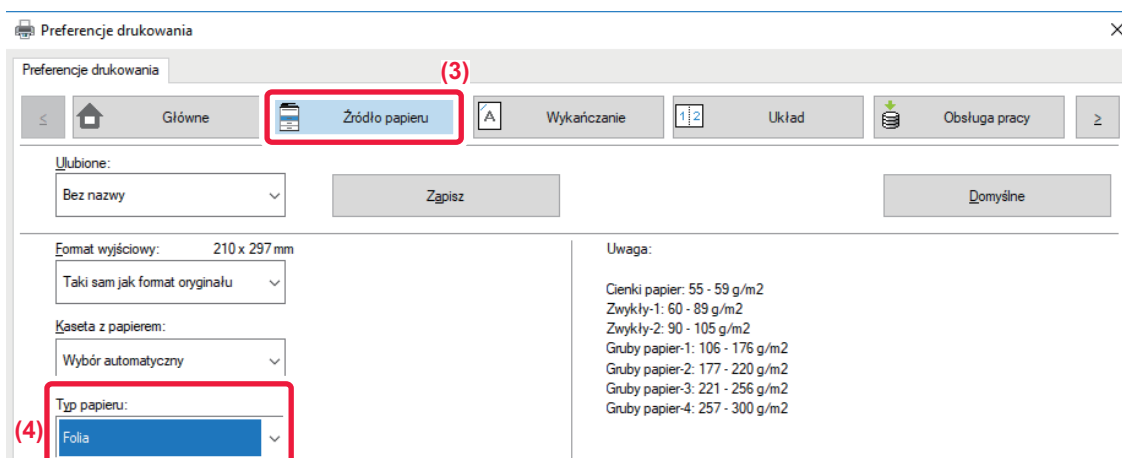 Preferencje drukowania
Preferencje drukowania
(3)
<
Główne
Źródło papieru
A
Wykańczanie
1 2
Układ
Obsługa pracy
>
Ulubione:
Bez nazwy
Zapisz
Domyślne
Format wyjściowy: 210 x 297 mm
Taki sam jak format oryginału
Kaseta z papierem:
Wybór automatyczny
(4)
Typ papieru:
Folia
Uwaga:
Cienki papier: 55 - 59 g/m2
Zwykły-1: 60 - 89 g/m2
Zwykły-2: 90 - 105 g/m2
Gruby papier-1: 106 - 176 g/m2
Gruby papier-2: 177 - 220 g/m2
Gruby papier-3: 221 - 256 g/m2
Gruby papier-4: 257 - 300 g/m2